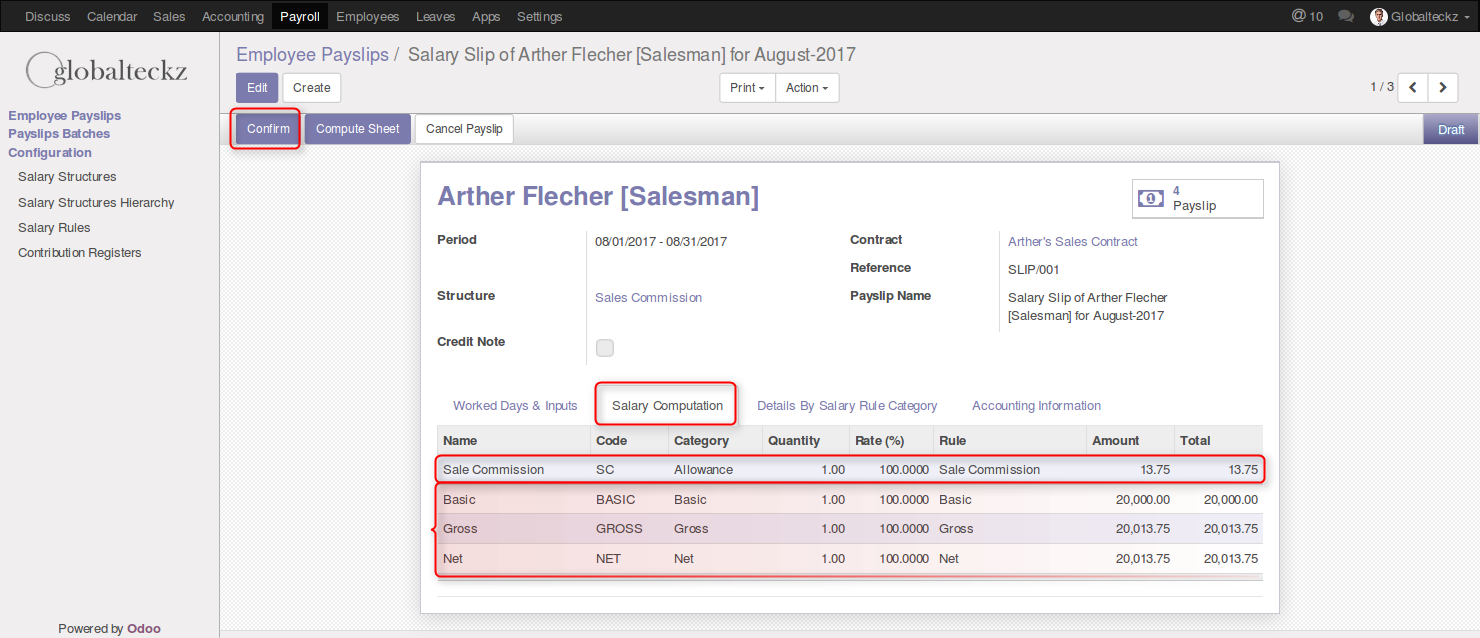 Discuss Calendar Sales Accounting Payroll Employees Leaves Apps Settings @ 10 Globalteckz
globalteckz
Employee Payslips
Payslips Batches
Configuration
Salary Structures
Salary Structures Hierarchy
Salary Rules
Contribution Registers
Powered by Odoo
Employee Payslips / Salary Slip of Arther Flecher [Salesman] for August-2017
Edit Create Print Action 1 / 3
Confirm Compute Sheet Cancel Payslip Draft
Arther Flecher [Salesman]
1
4
Payslip
Period 08/01/2017 - 08/31/2017
Structure Sales Commission
Credit Note
Contract Arther's Sales Contract
Reference SLIP/001
Payslip Name Salary Slip of Arther Flecher
[Salesman] for August-2017
Worked Days & Inputs Salary Computation Details By Salary Rule Category Accounting Information
Name Code Category Quantity Rate (%) Rule Amount Total
Sale Commission SC Allowance 1.00 100.0000 Sale Commission 13.75 13.75
Basic BASIC Basic 1.00 100.0000 Basic 20,000.00 20,000.00
Gross GROSS Gross 1.00 100.0000 Gross 20,013.75 20,013.75
Net NET Net 1.00 100.0000 Net 20,013.75 20,013.75